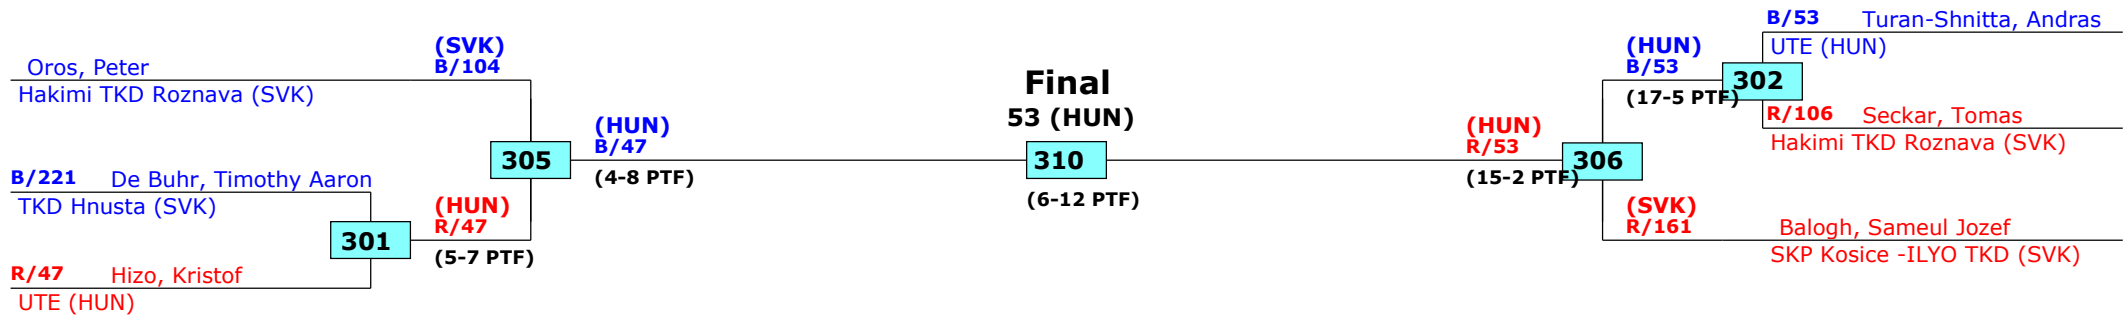 Oros, Peter
Hakimi TKD Roznava (SVK)
(SVK)
B/104
B/221 De Buhr, Timothy Aaron
TKD Hnusta (SVK)
301
R/47 Hizo, Kristof
UTE (HUN)
(HUN)
R/47
(5-7 PTF)
305
(HUN)
B/47
(4-8 PTF)
Final
53 (HUN)
310
(6-12 PTF)
(HUN)
R/53
(15-2 PTF)
306
(HUN)
B/53
(17-5 PTF)
302
B/53 Turan-Shnitta, Andras
UTE (HUN)
R/106 Seckar, Tomas
Hakimi TKD Roznava (SVK)
(SVK)
R/161
Balogh, Sameul Jozef
SKP Kosice -ILYO TKD (SVK)